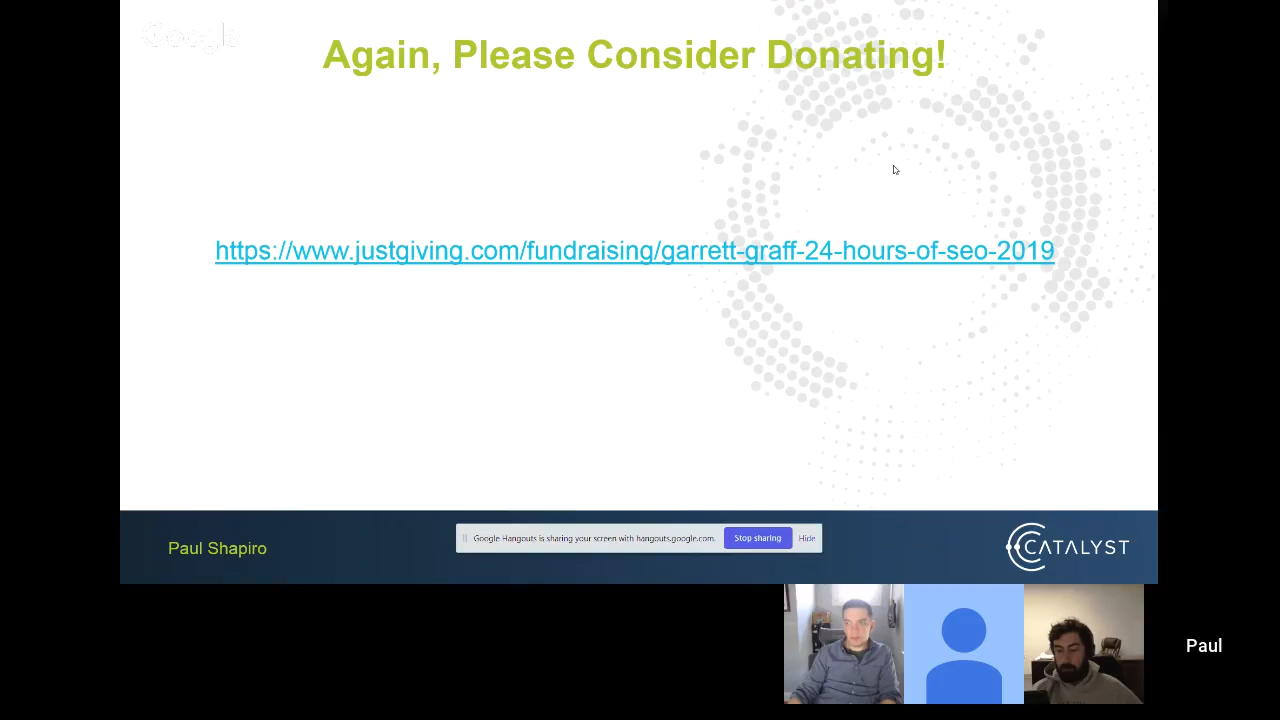 Google
Again, Please Consider Donating!
https://www.justgiving.com/fundraising/garrett-graff-24-hours-of-seo-2019
Paul Shapiro
Google Hangouts is sharing your screen with hangouts.google.com.
Stop sharing
Hide
CATALYST
Paul